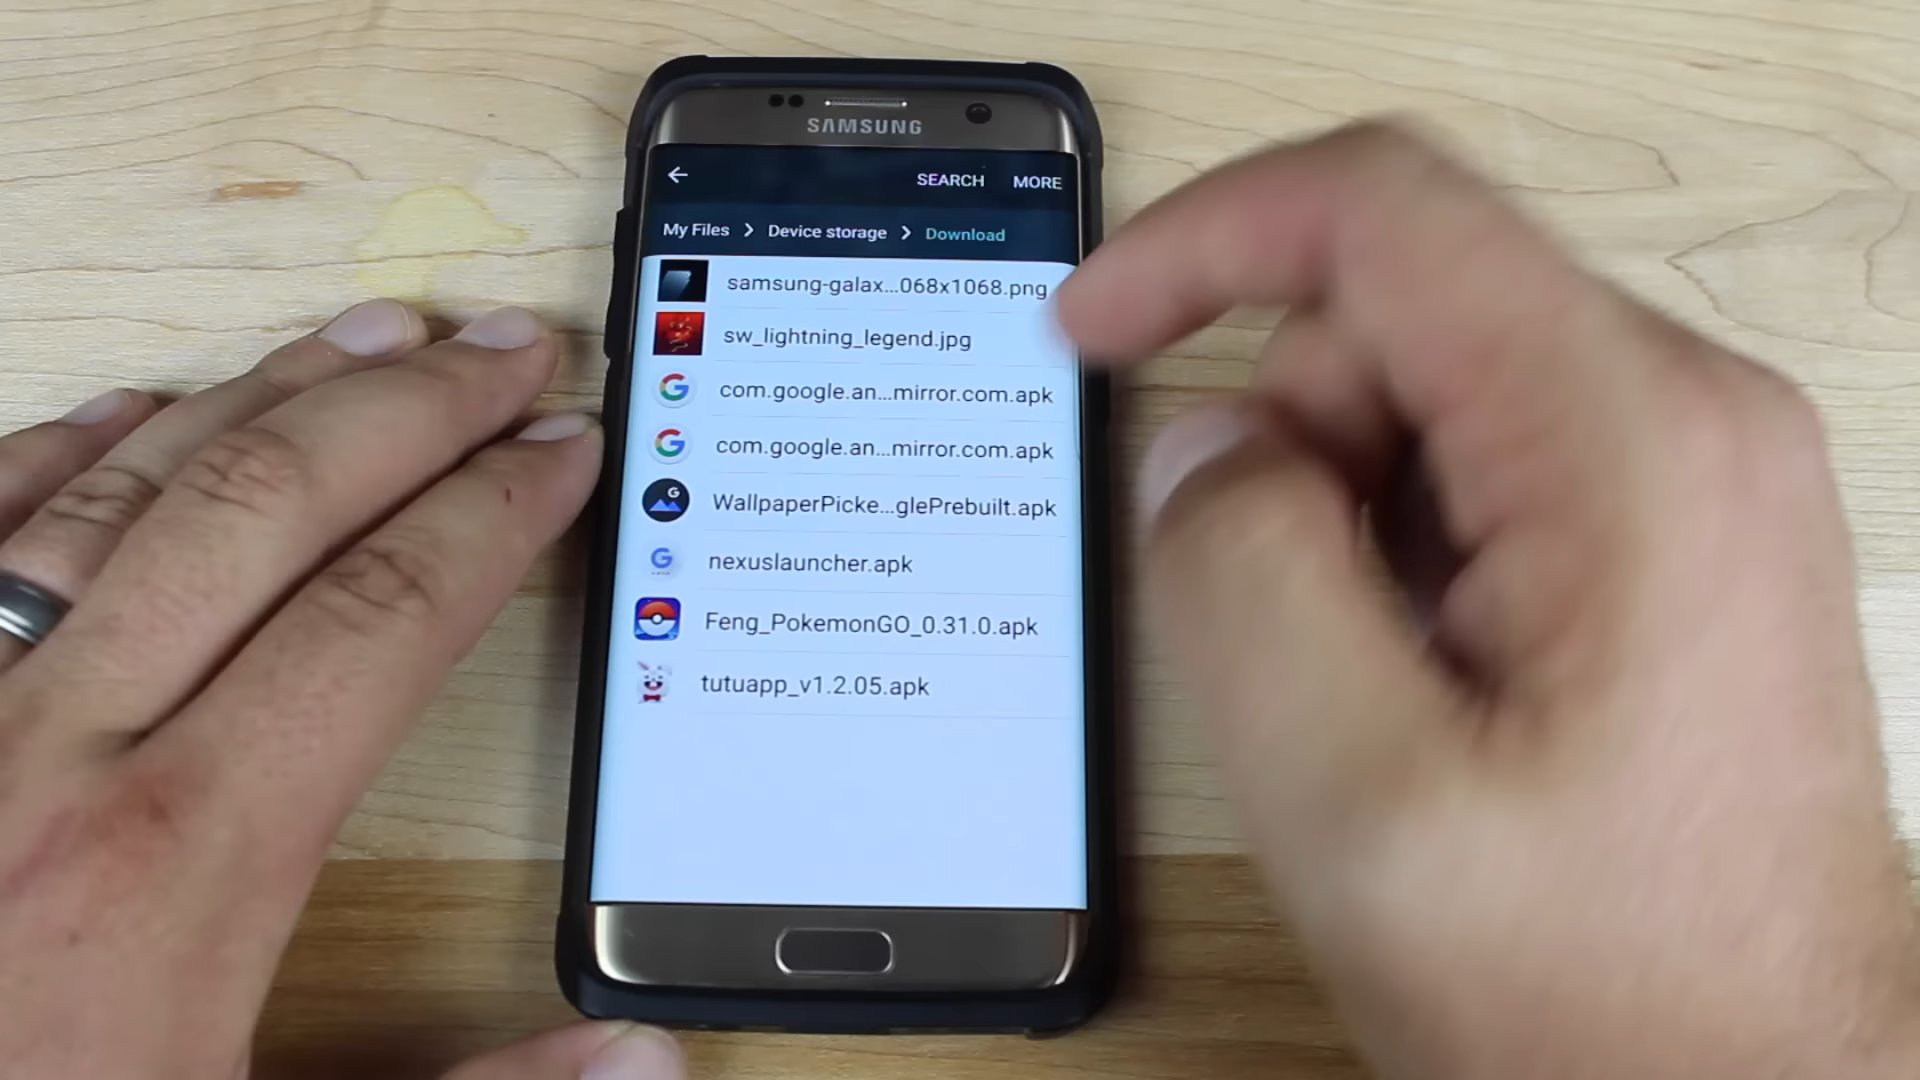 SAMSUNG
SEARCH MORE
My Files > Device storage > Download
samsung-galax...068x1068.png
sw_lightning_legend.jpg
com.google.an...mirror.com.apk
com.google.an...mirror.com.apk
WallpaperPicke...glePrebuilt.apk
nexuslauncher.apk
Feng_PokemonGO_0.31.0.apk
tutuapp_v1.2.05.apk